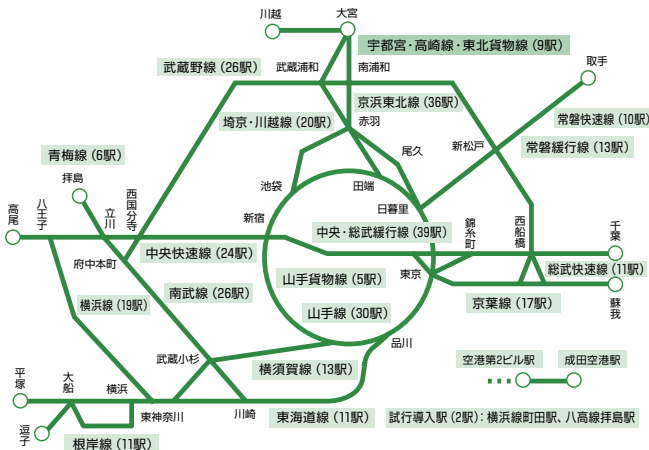 川越
大宮
宇都宮・高崎線・東北貨物線(9駅)
武蔵野線(26駅)
武蔵浦和
南浦和
取手
京浜東北線(36駅)
埼京・川越線(20駅)
赤羽
常磐快速線(10駅)
常磐緩行線(13駅)
新松戸
尾久
青梅線(6駅)
拝島
池袋
田端
日暮里
高尾
八王子
立川
西国分寺
新宿
中央・総武緩行線(39駅)
錦糸町
西船橋
千葉
中央快速線(24駅)
府中本町
東京
総武快速線(11駅)
山手貨物線(5駅)
南武線(26駅)
横浜線(19駅)
京葉線(17駅)
蘇我
山手線(30駅)
品川
武蔵小杉
横須賀線(13駅)
空港第2ビル駅
成田空港駅
平塚
大船
横浜
東神奈川
川崎
東海道線(11駅)
試行導入駅(2駅):横浜線町田駅、八高線拝島駅
逗子
根岸線(11駅)